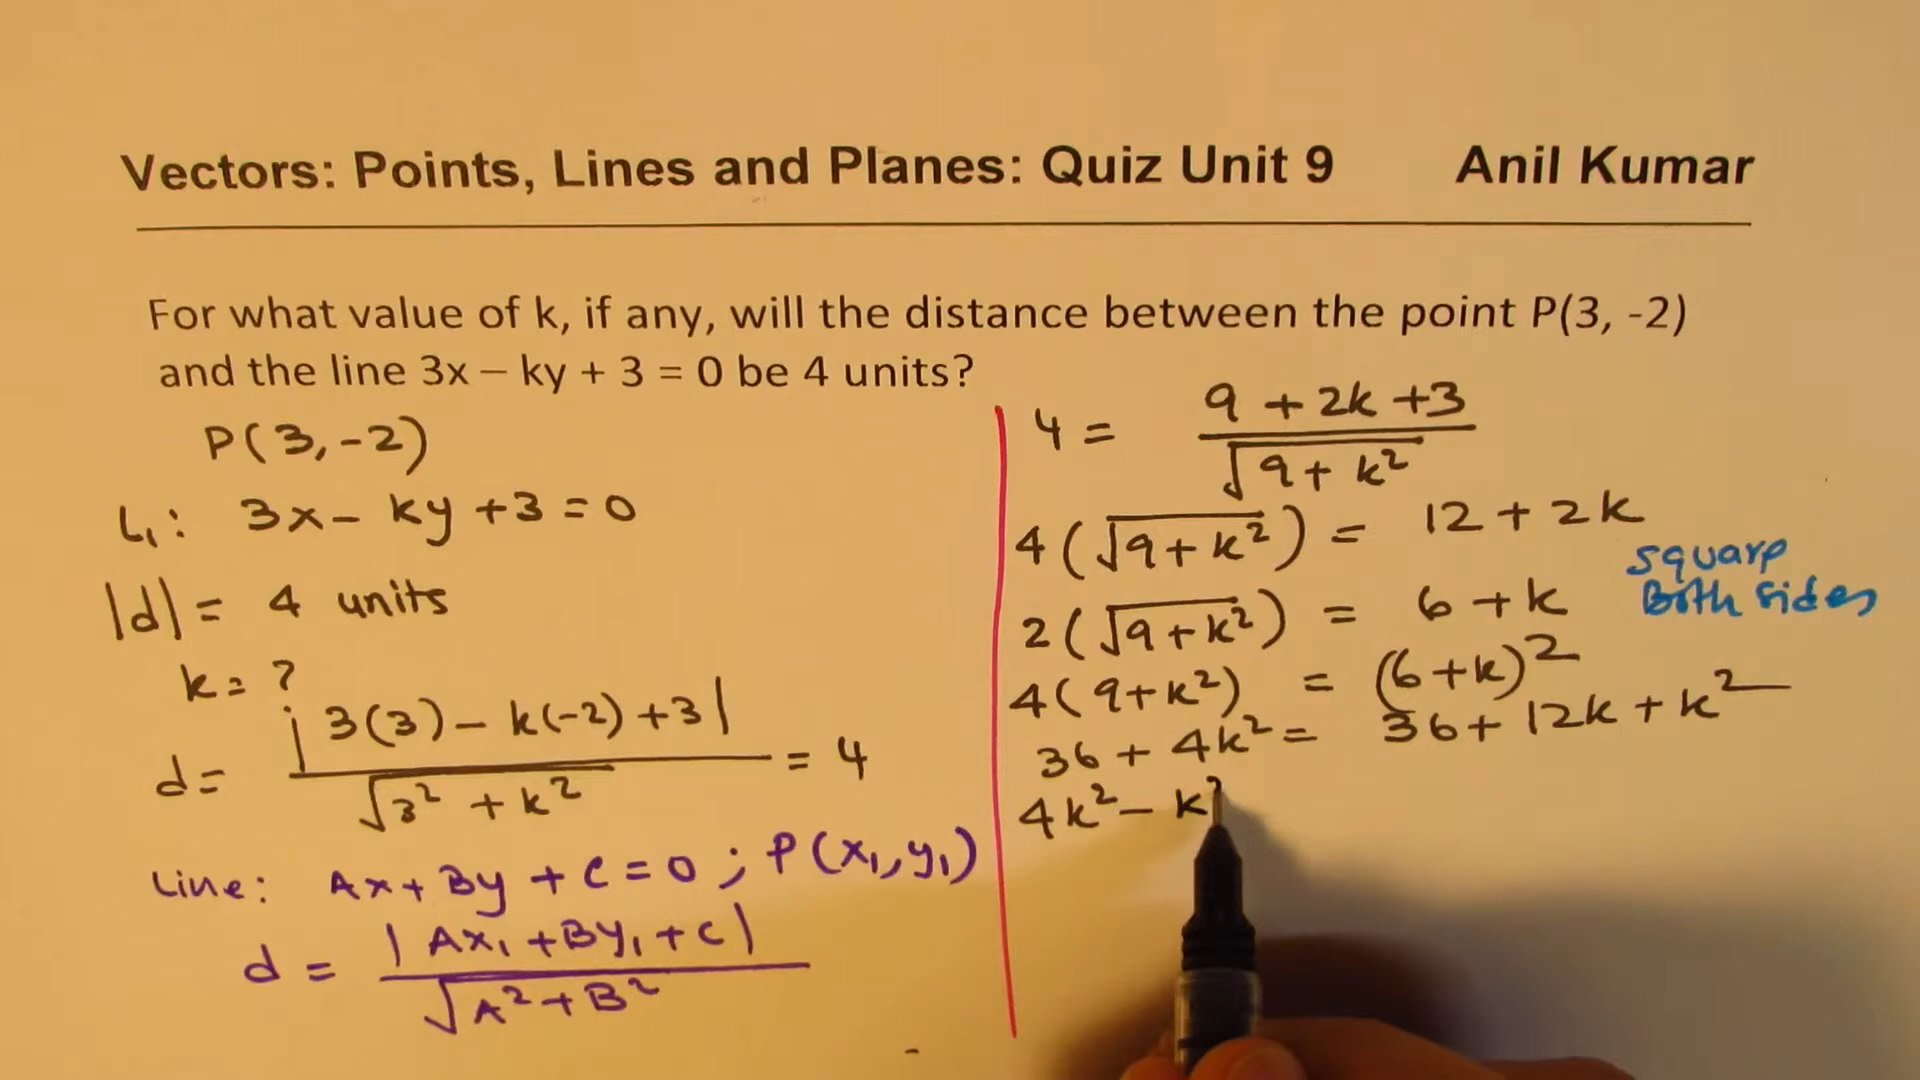 Vectors: Points, Lines and Planes: Quiz Unit 9 Anil Kumar
For what value of k, if any, will the distance between the point P(3, -2)
and the line 3x – ky + 3 = 0 be 4 units?
P(3, -2)
L₁: 3x - ky + 3 = 0
|d| = 4 units
k = ?
d = |3(3) - k(-2) + 3| / √(3² + k²) = 4
Line: Ax + By + C = 0 ; P(x₁, y₁)
d = |Ax₁ + By₁ + C| / √(A² + B²)
4 = (9 + 2k + 3) / √(9 + k²)
4(√(9 + k²)) = 12 + 2k
2(√(9 + k²)) = 6 + k
square
Both sides
4(9 + k²) = (6 + k)²
36 + 4k² = 36 + 12k + k²
4k² - k²